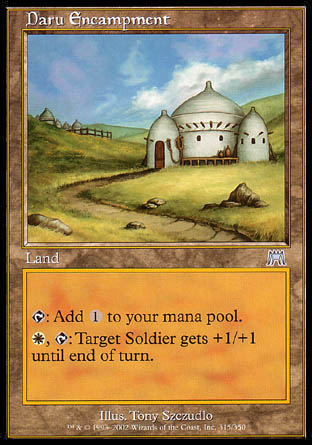 Daru Encampment
Land
: Add 1 to your mana pool.
, : Target Soldier gets +1/+1
until end of turn.
Illus. Tony Szczudlo
™ & © 1993–2002 Wizards of the Coast, Inc. 315/350